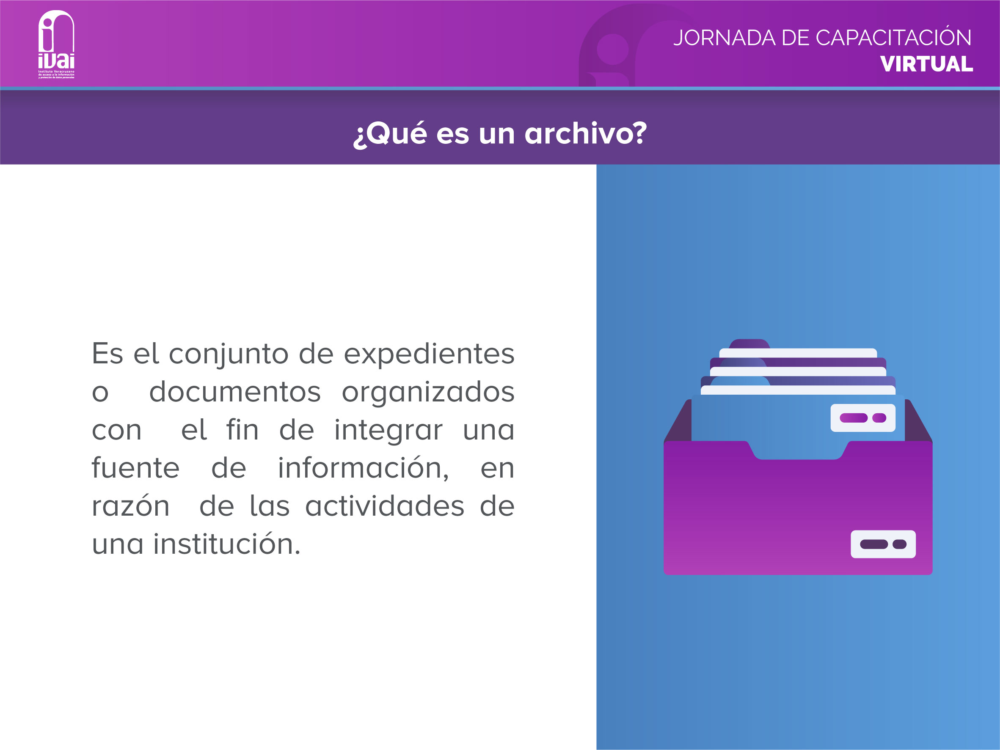 ivai
Instituto Veracruzano
de acceso a la información
y protección de datos personales
JORNADA DE CAPACITACIÓN
VIRTUAL
¿Qué es un archivo?
Es el conjunto de expedientes
o documentos organizados
con el fin de integrar una
fuente de información, en
razón de las actividades de
una institución.